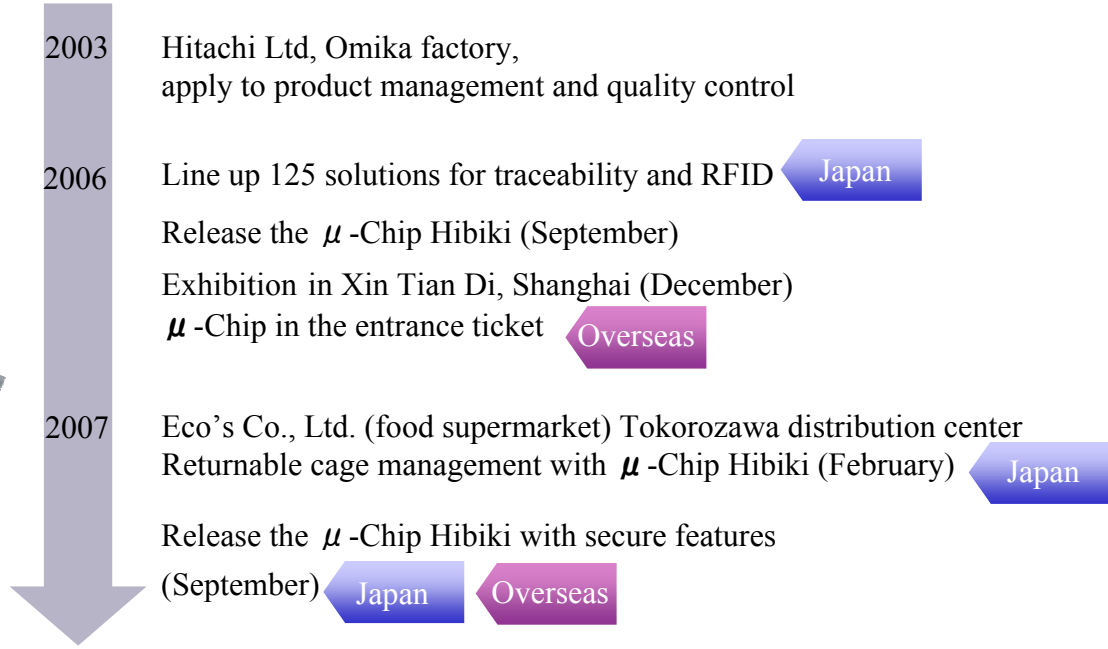 2003 Hitachi Ltd, Omika factory,
apply to product management and quality control
2006 Line up 125 solutions for traceability and RFID Japan
Release the μ-Chip Hibiki (September)
Exhibition in Xin Tian Di, Shanghai (December)
μ-Chip in the entrance ticket Overseas
2007 Eco’s Co., Ltd. (food supermarket) Tokorozawa distribution center
Returnable cage management with μ-Chip Hibiki (February) Japan
Release the μ-Chip Hibiki with secure features
(September) Japan Overseas